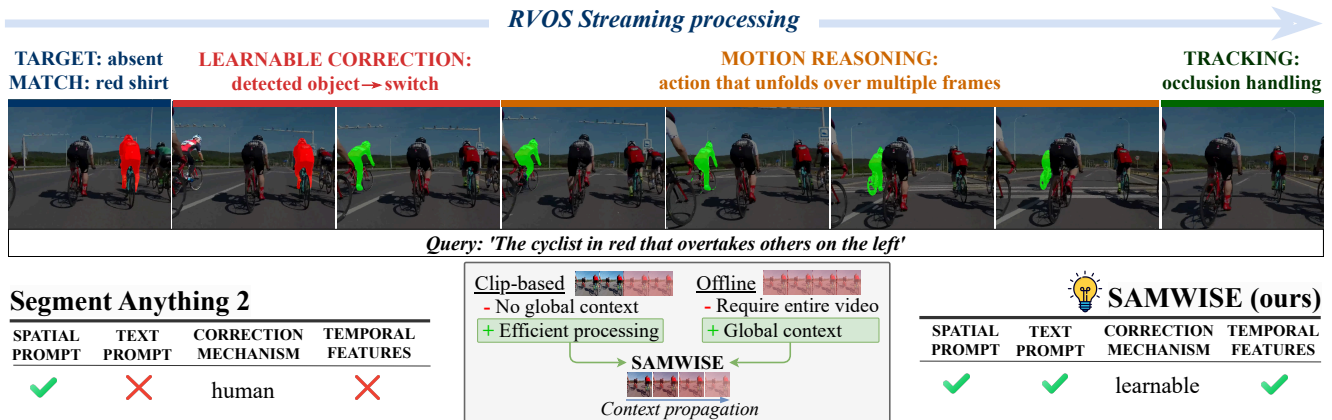 RVOS Streaming processing
TARGET: absent
MATCH: red shirt
LEARNABLE CORRECTION:
detected object→ switch
MOTION REASONING:
action that unfolds over multiple frames
TRACKING:
occlusion handling
Query: 'The cyclist in red that overtakes others on the left'
Segment Anything 2
SPATIAL PROMPT
TEXT PROMPT
CORRECTION MECHANISM
TEMPORAL FEATURES
human
Clip-based
- No global context
+ Efficient processing
Offline
- Require entire video
+ Global context
SAMWISE
Context propagation
SAMWISE (ours)
SPATIAL PROMPT
TEXT PROMPT
CORRECTION MECHANISM
TEMPORAL FEATURES
learnable